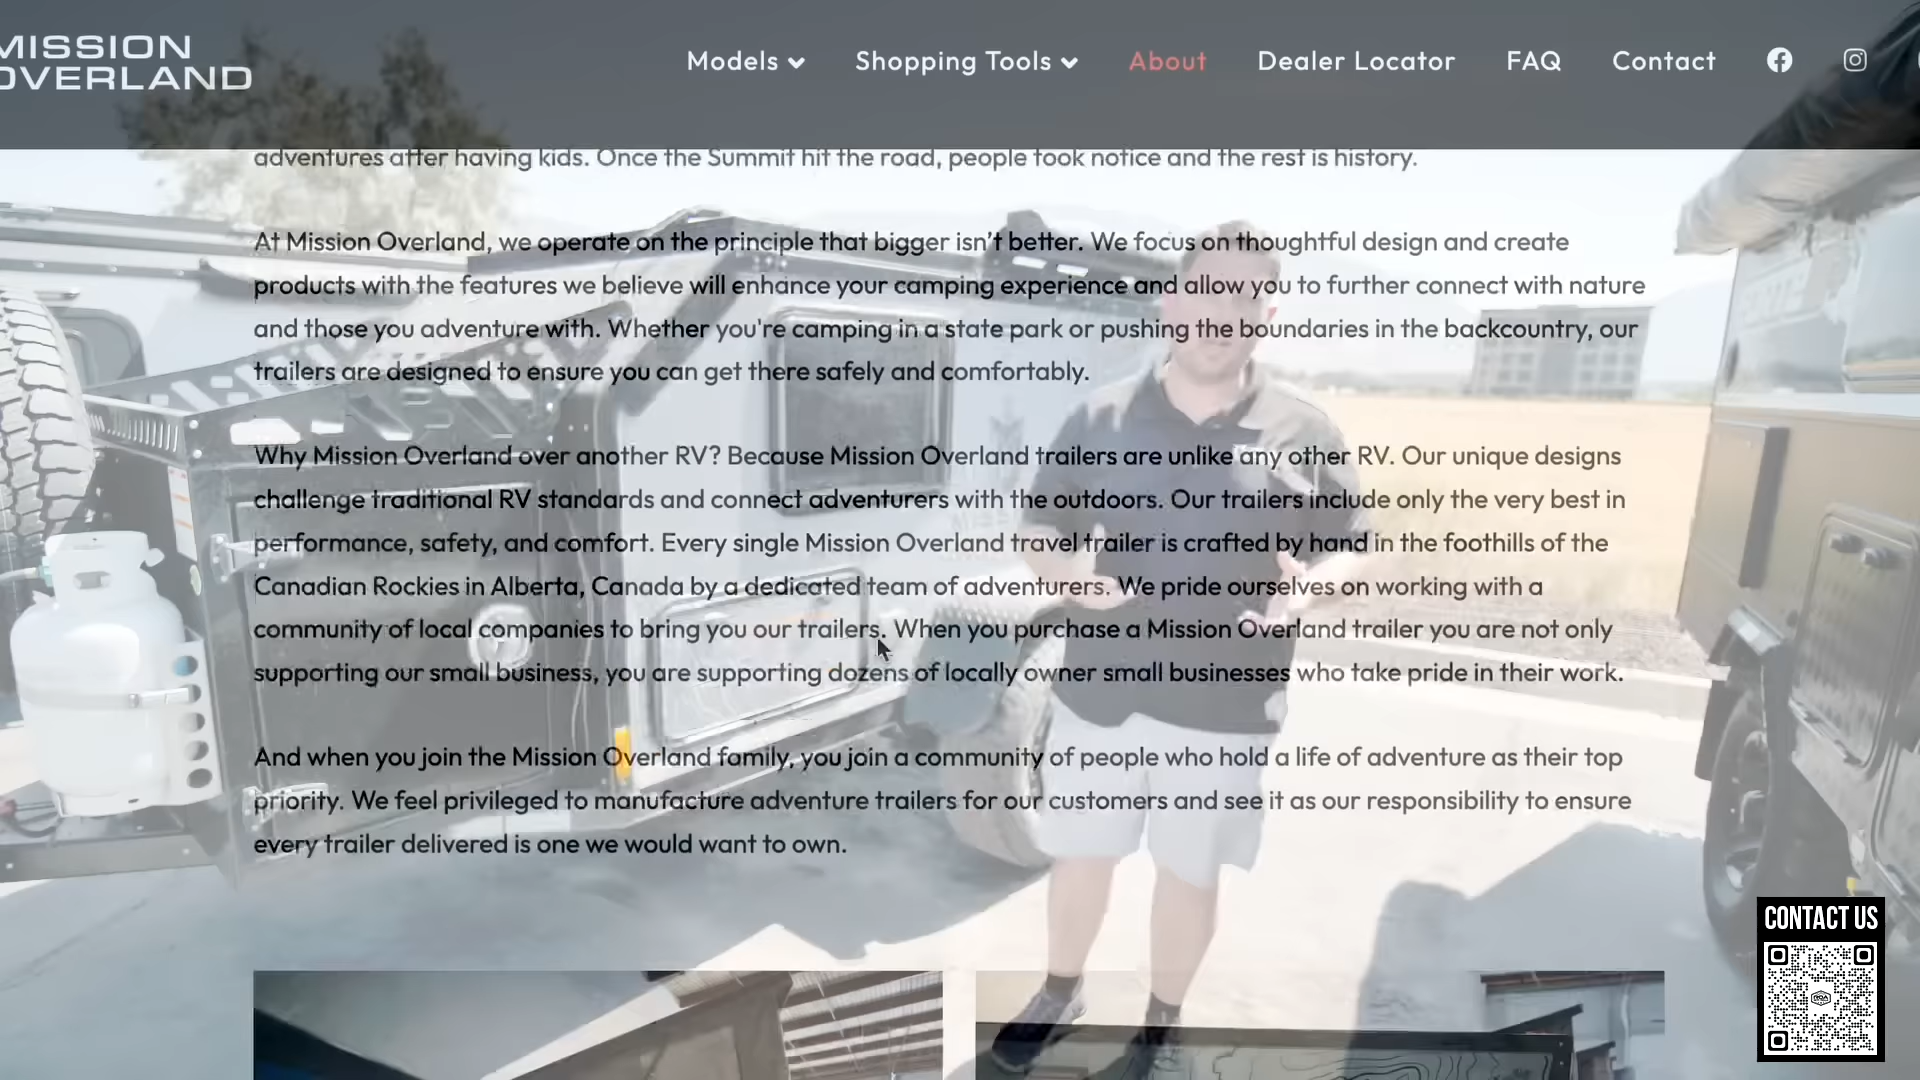 MISSION
OVERLAND
Models
Shopping Tools
About
Dealer Locator
FAQ
Contact
adventures after having kids. Once the Summit hit the road, people took notice and the rest is history.
At Mission Overland, we operate on the principle that bigger isn't better. We focus on thoughtful design and create
products with the features we believe will enhance your camping experience and allow you to further connect with nature
and those you adventure with. Whether you're camping in a state park or pushing the boundaries in the backcountry, our
trailers are designed to ensure you can get there safely and comfortably.
Why Mission Overland over another RV? Because Mission Overland trailers are unlike any other RV. Our unique designs
challenge traditional RV standards and connect adventurers with the outdoors. Our trailers include only the very best in
performance, safety, and comfort. Every single Mission Overland travel trailer is crafted by hand in the foothills of the
Canadian Rockies in Alberta, Canada by a dedicated team of adventurers. We pride ourselves on working with a
community of local companies to bring you our trailers. When you purchase a Mission Overland trailer you are not only
supporting our small business, you are supporting dozens of locally owner small businesses who take pride in their work.
And when you join the Mission Overland family, you join a community of people who hold a life of adventure as their top
priority. We feel privileged to manufacture adventure trailers for our customers and see it as our responsibility to ensure
every trailer delivered is one we would want to own.
CONTACT US